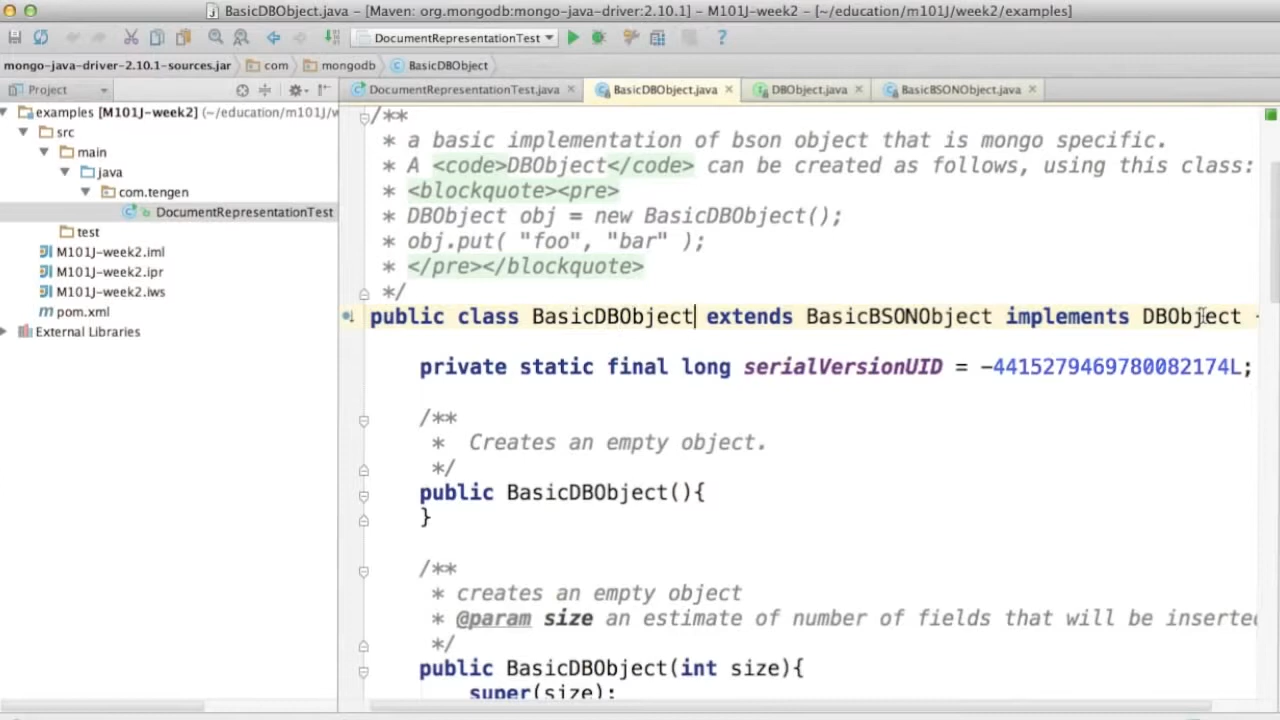 BasicDBObject.java - [Maven: org.mongodb:mongo-java-driver:2.10.1] - M101J-week2 - [~/education/m101J/week2/examples]
DocumentRepresentationTest
mongo-java-driver-2.10.1-sources.jar com mongodb BasicDBObject
Project
DocumentRepresentationTest.java BasicDBObject.java DBObject.java BasicBSONObject.java
examples [M101J-week2] (~/education/m101J/w
src
main
java
com.tengen
DocumentRepresentationTest
test
M101J-week2.iml
M101J-week2.ipr
M101J-week2.iws
pom.xml
External Libraries
/**
* a basic implementation of bson object that is mongo specific.
* A <code>DBObject</code> can be created as follows, using this class:
* <blockquote><pre>
* DBObject obj = new BasicDBObject();
* obj.put( "foo", "bar" );
* </pre></blockquote>
*/
public class BasicDBObject extends BasicBSONObject implements DBObject
private static final long serialVersionUID = -4415279469780082174L;
/**
* Creates an empty object.
*/
public BasicDBObject(){
}
/**
* creates an empty object
* @param size an estimate of number of fields that will be inserte
*/
public BasicDBObject(int size){
super(size);